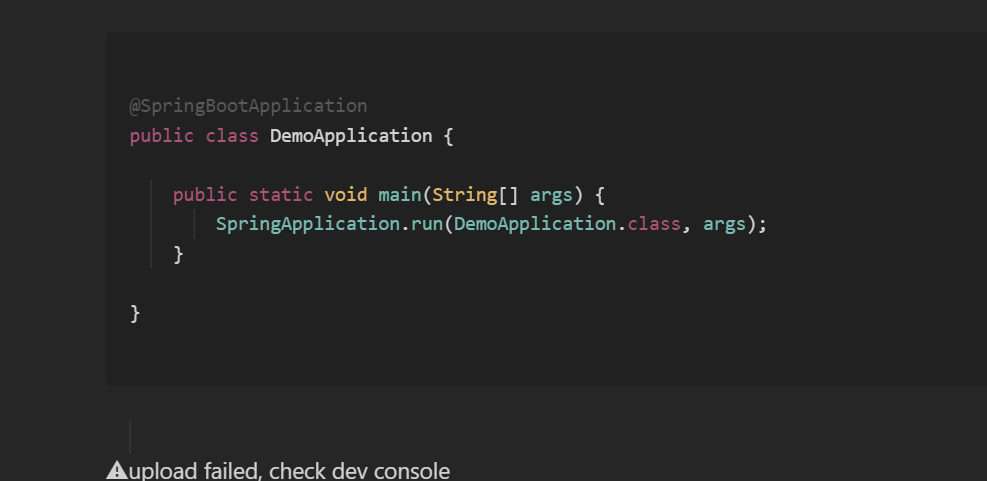 @SpringBootApplication
public class DemoApplication {
public static void main(String[] args) {
SpringApplication.run(DemoApplication.class, args);
}
}
⚠upload failed, check dev console